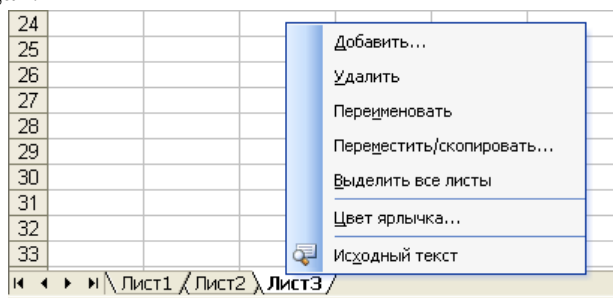 24
25
26
27
28
29
30
31
32
33
Добавить...
Удалить
Переименовать
Переместить/скопировать...
Выделить все листы
Цвет ярлычка...
Исходный текст
Лист1 Лист2 Лист3